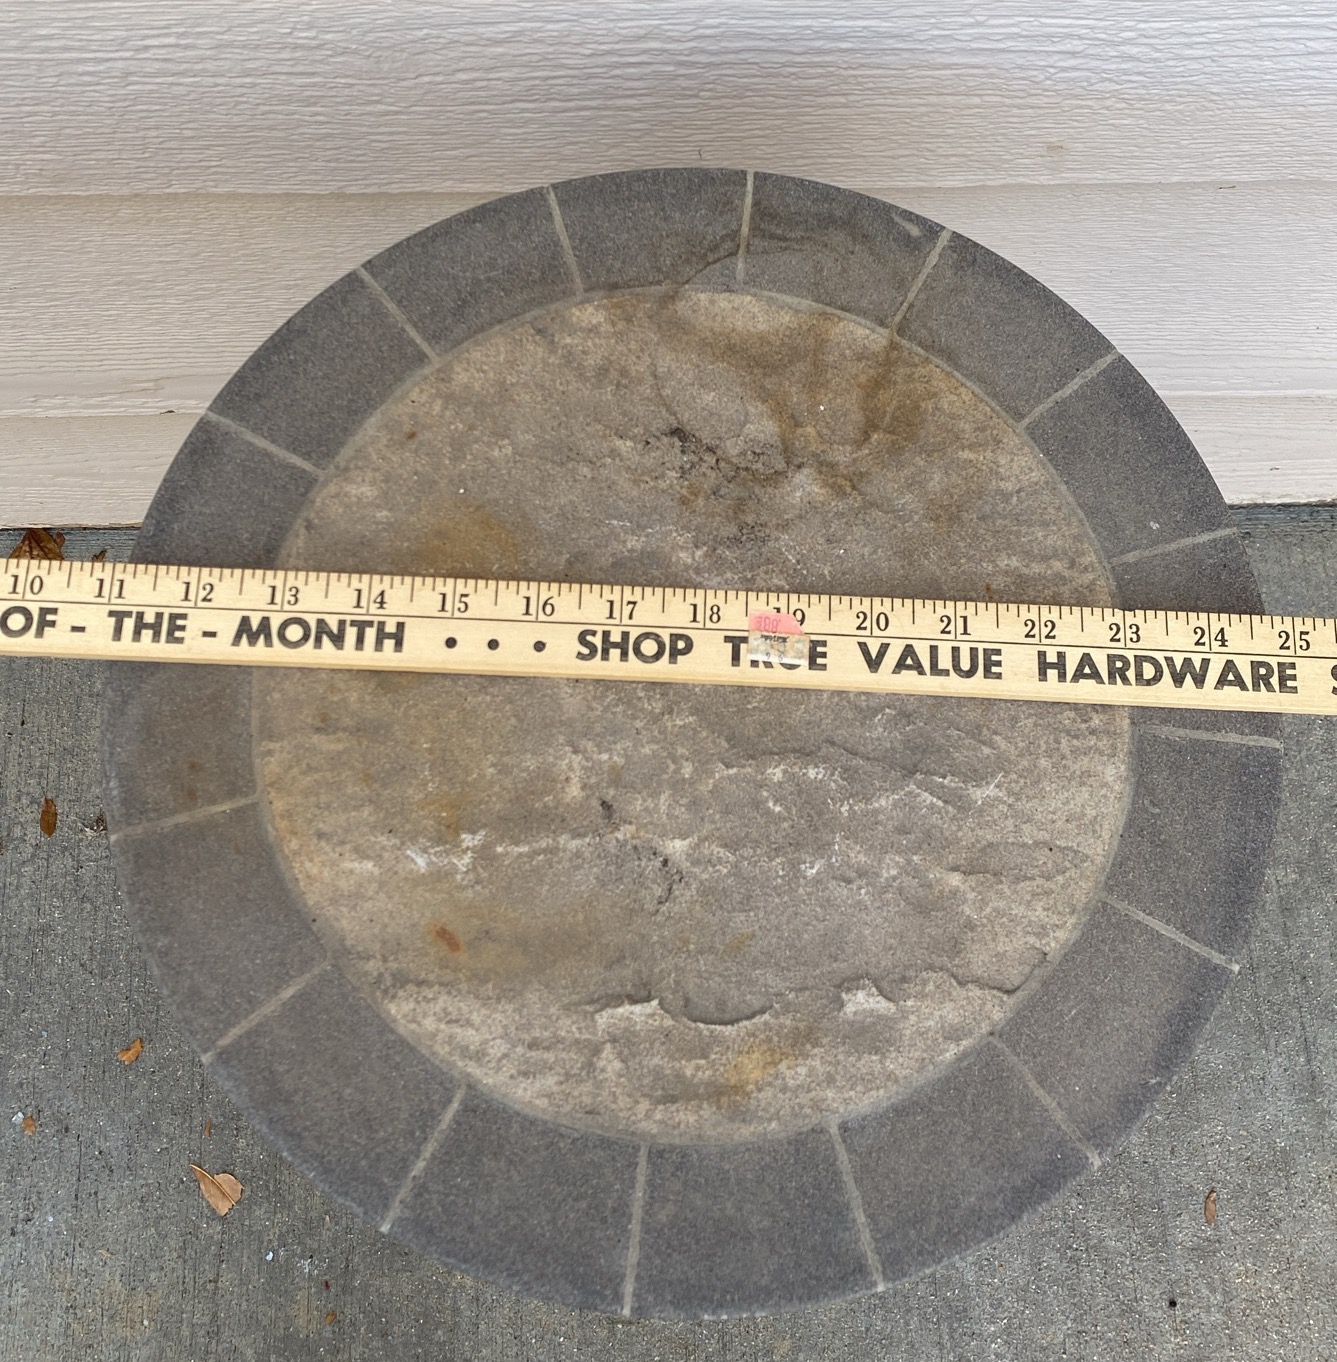 10 11 12 13 14 15 16 17 18 19 20 21 22 23 24 25
OF - THE - MONTH • • • SHOP TRUE VALUE HARDWARE